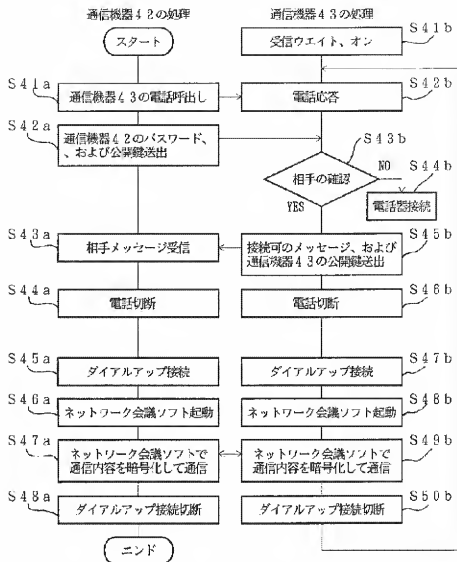 通信機器42の処理
通信機器43の処理
スタート
受信ウエイト、オン
S41b
S41a
通信機器43の電話呼出し
電話応答
S42b
S42a
通信機器42のパスワード、
、および公開鍵送出
S43b
相手の確認
NO
S44b
電話器接続
YES
S43a
相手メッセージ受信
接続可のメッセージ、および
通信機器43の公開鍵送出
S45b
S44a
電話切断
電話切断
S46b
S45a
ダイアルアップ接続
ダイアルアップ接続
S47b
S46a
ネットワーク会議ソフト起動
ネットワーク会議ソフト起動
S48b
S47a
ネットワーク会議ソフトで
通信内容を暗号化して通信
ネットワーク会議ソフトで
通信内容を暗号化して通信
S49b
S48a
ダイアルアップ接続切断
ダイアルアップ接続切断
S50b
エンド